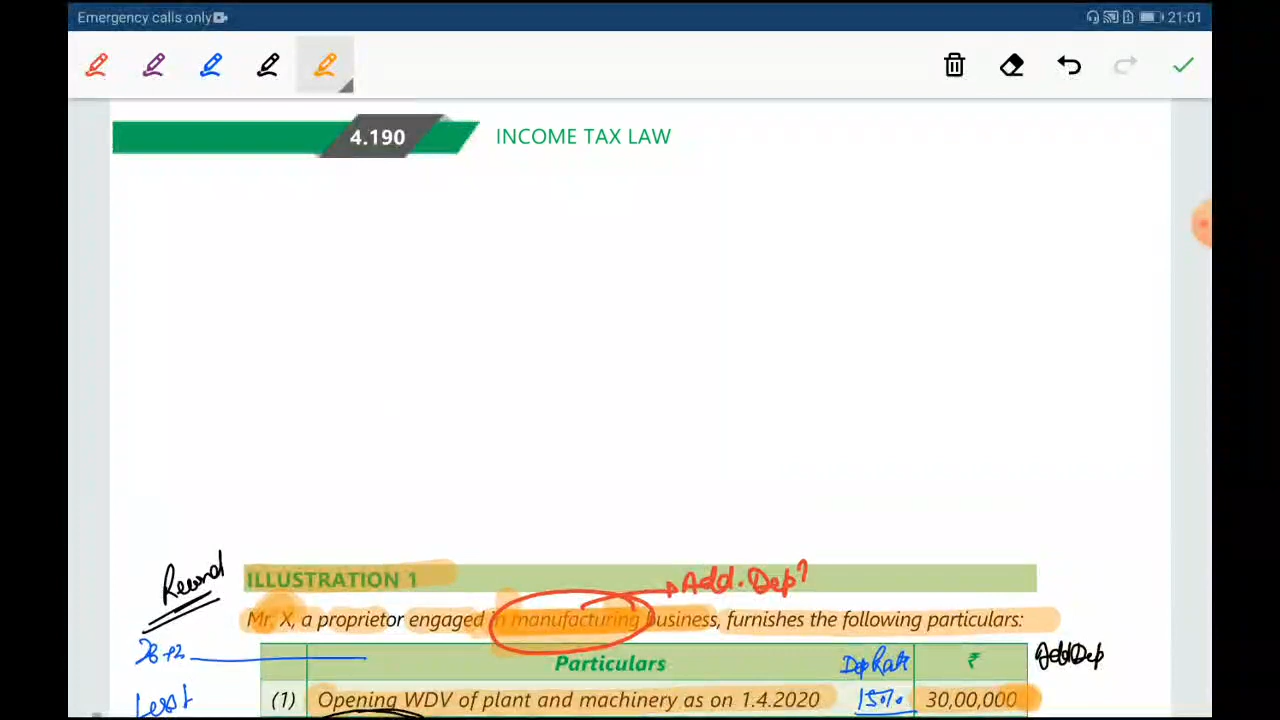 Emergency calls only
21:01
4.190 INCOME TAX LAW
Record
ILLUSTRATION 1
Add. Dep?
Mr. X, a proprietor engaged in manufacturing business, furnishes the following particulars:
Particulars Dep Rate ₹ Add Dep
Less
(1) Opening WDV of plant and machinery as on 1.4.2020 15% 30,00,000